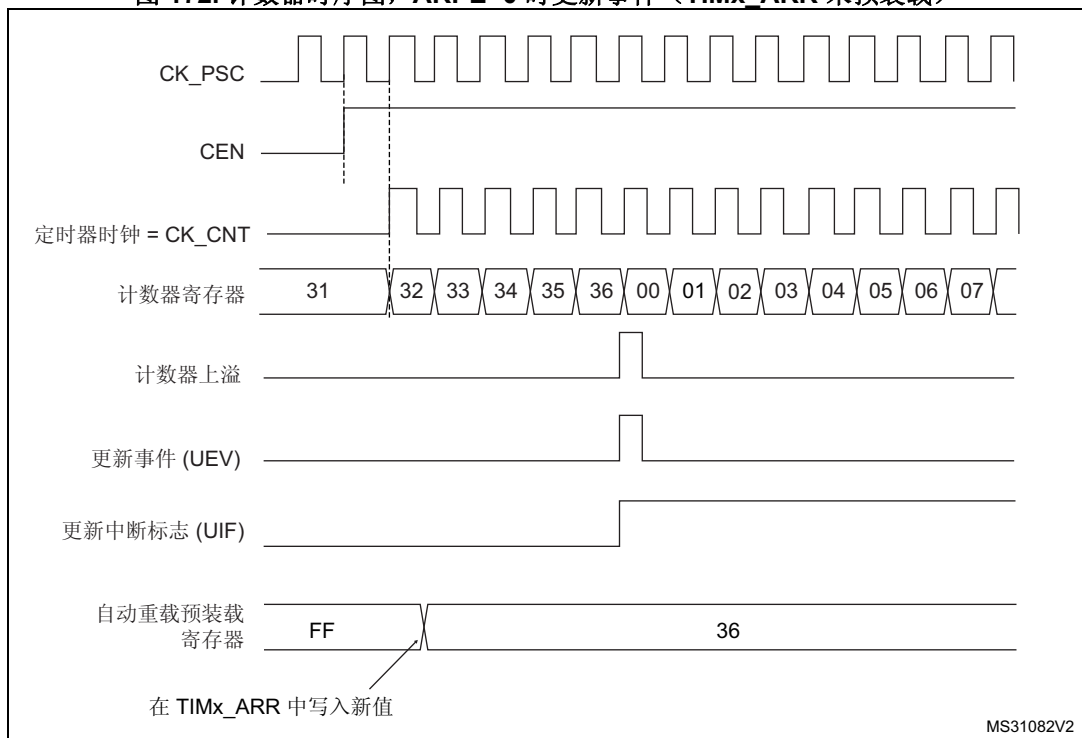 CK_PSC
CEN
定时器时钟 = CK_CNT
计数器寄存器 31 32 33 34 35 36 00 01 02 03 04 05 06 07
计数器上溢
更新事件 (UEV)
更新中断标志 (UIF)
自动重载预装载
寄存器
FF 36
在 TIMx_ARR 中写入新值
MS31082V2